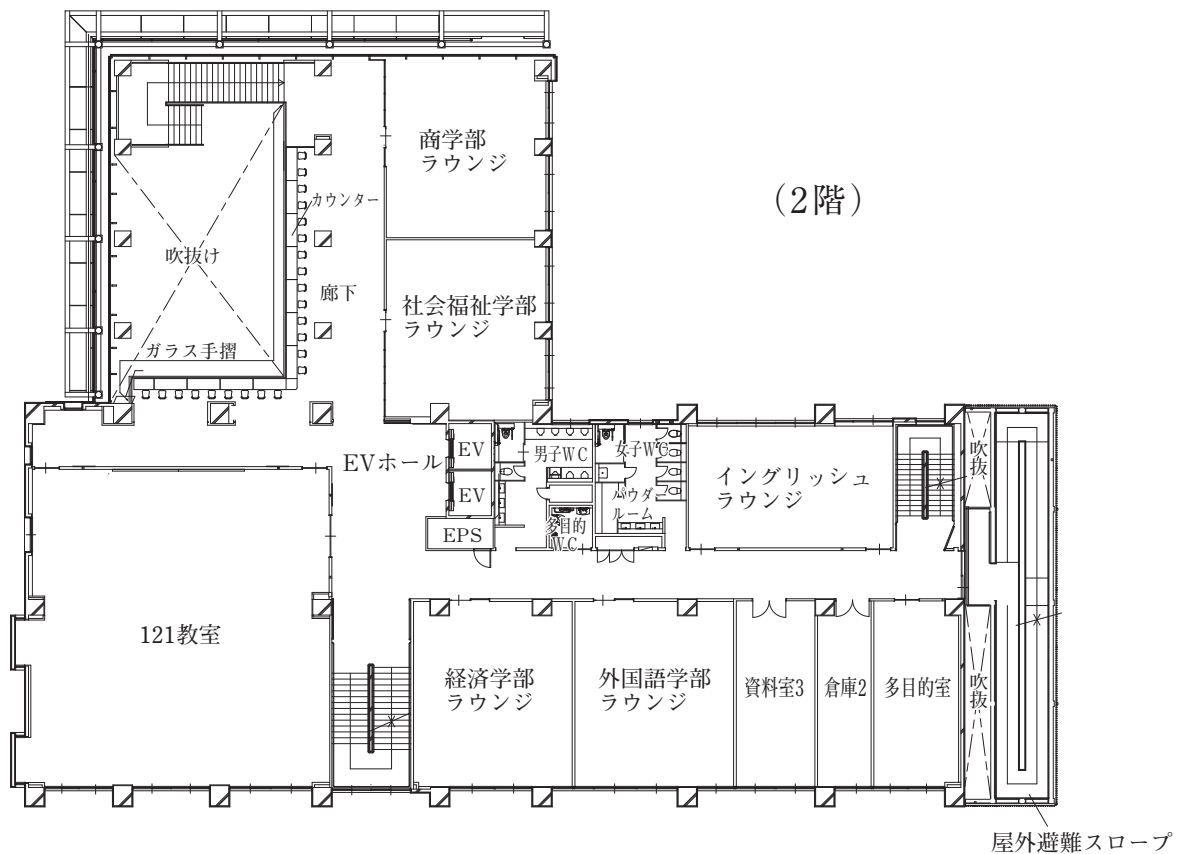 商学部
ラウンジ
（2階）
カウンター
吹抜け
廊下
社会福祉学部
ラウンジ
ガラス手摺
EVホール
EV
EV
EPS
男子WC
女子WC
パウダー
ルーム
多目的
WC
イングリッシュ
ラウンジ
吹抜
121教室
経済学部
ラウンジ
外国語学部
ラウンジ
資料室3
倉庫2
多目的室
吹抜
屋外避難スロープ